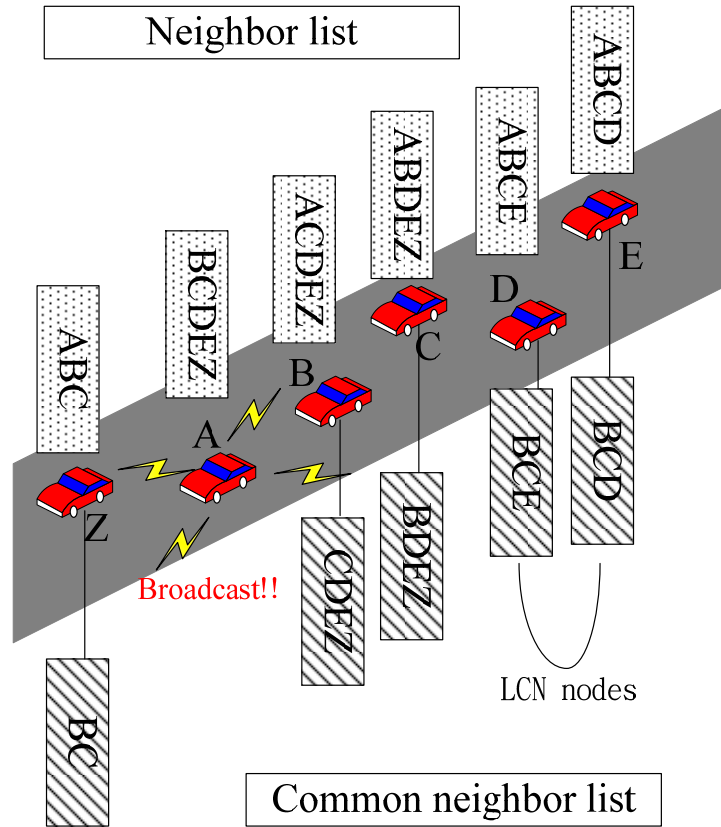 Neighbor list
ABCD
ABCE
ABDEZ
ACDEZ
BCDEZ
ABC
E
D
C
B
A
Z
Broadcast!!
BCD
BCE
BDEZ
CDEZ
BC
LCN nodes
Common neighbor list